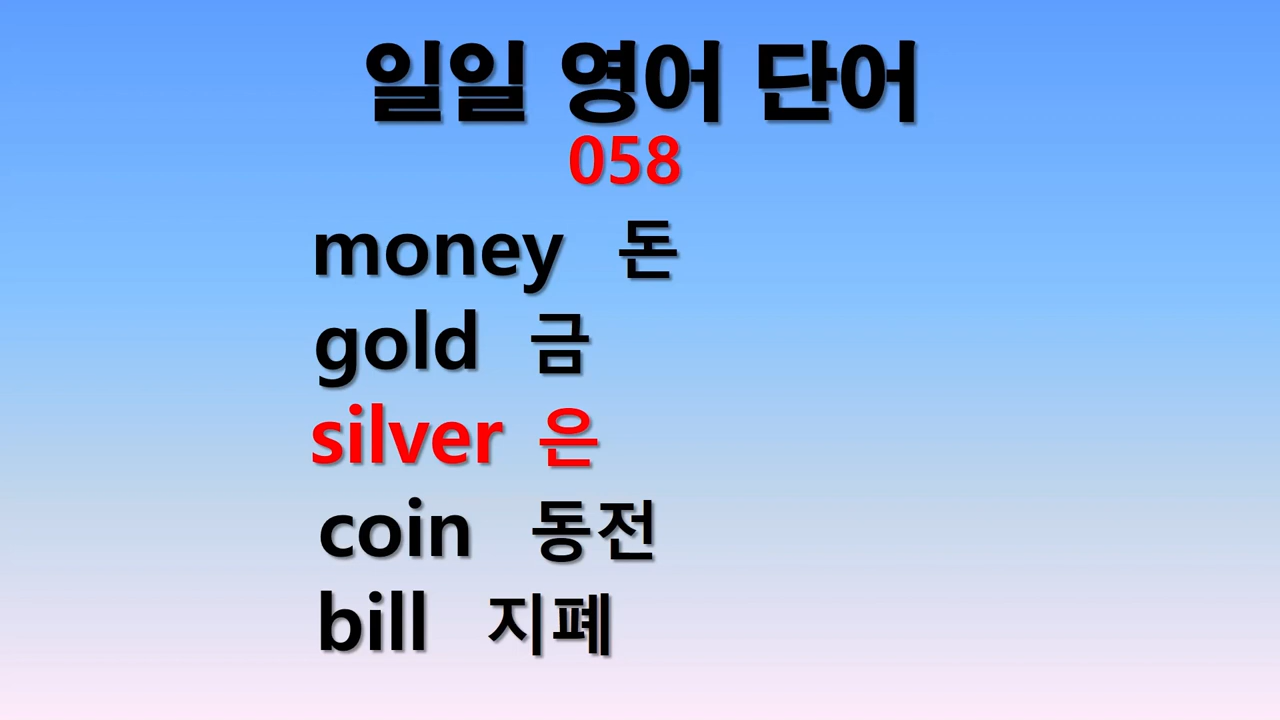 일일 영어 단어
058
money 돈
gold 금
silver 은
coin 동전
bill 지폐